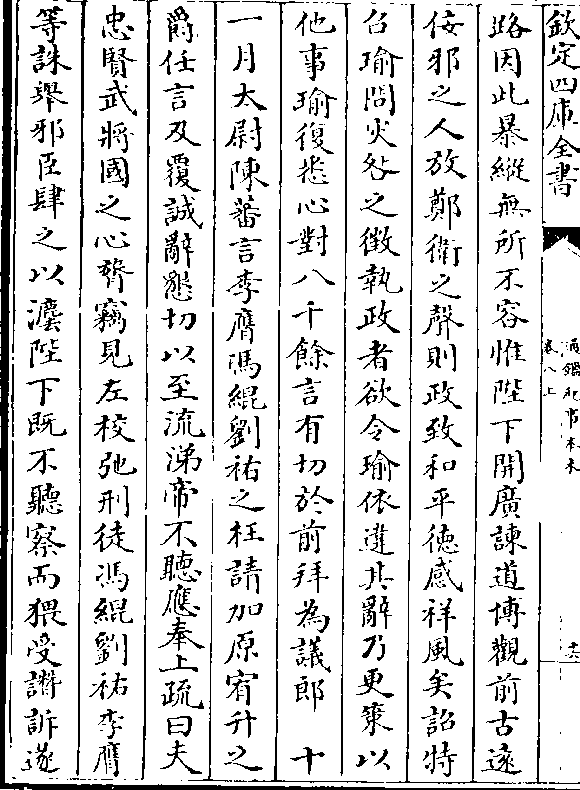 欽定四庫全書
通鑑紀事本末
卷八上
路因此暴縱無所不容惟陛下開廣諫道博觀前古遠
佞邪之人放鄭衛之聲則政致和平德感祥風矣詔特
召瑜問灾咎之徵執政者欲令瑜依違其辭乃更策以
他事瑜復悉心對八千餘言有切於前拜為議郎 十
一月太尉陳蕃言李膺馮緄劉祐之枉請加原宥升之
爵任言及覆誠辭懇切以至流涕帝不聽應奉上疏曰夫
忠賢武將國之心膂竊見左校弛刑徒馮緄劉祐李膺
等誅舉邪臣肆之以灋陛下既不聽察而猥受譖訴遂